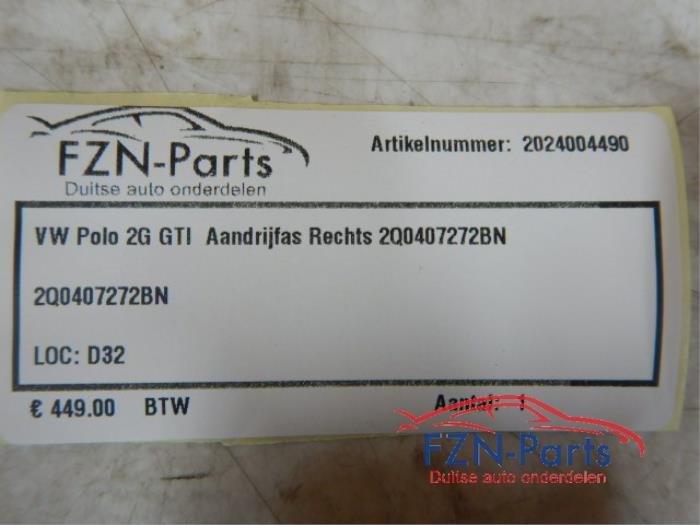 FZN-Parts
Duitse auto onderdelen
Artikelnummer: 2024004490
VW Polo 2G GTI Aandrijfas Rechts 2Q0407272BN
2Q0407272BN
LOC: D32
€ 449.00 BTW
Aantal: 1
FZN-Parts
Duitse auto onderdelen